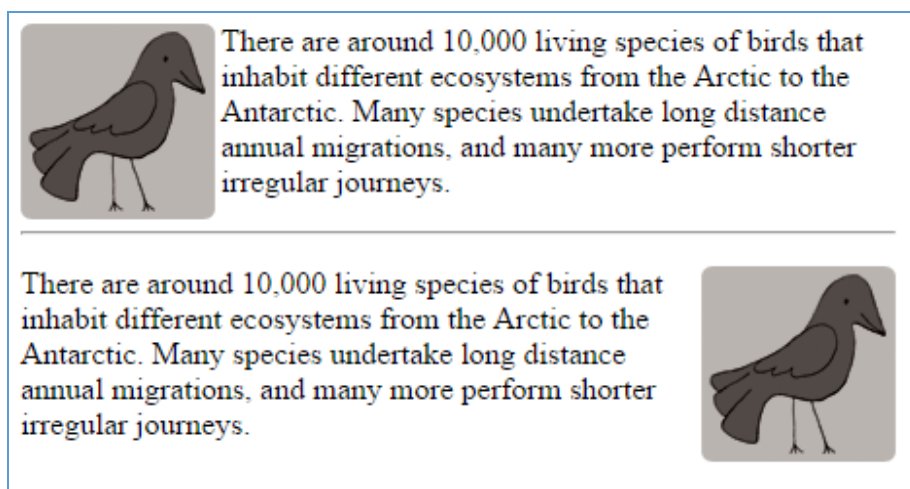 There are around 10,000 living species of birds that
inhabit different ecosystems from the Arctic to the
Antarctic. Many species undertake long distance
annual migrations, and many more perform shorter
irregular journeys.
There are around 10,000 living species of birds that
inhabit different ecosystems from the Arctic to the
Antarctic. Many species undertake long distance
annual migrations, and many more perform shorter
irregular journeys.